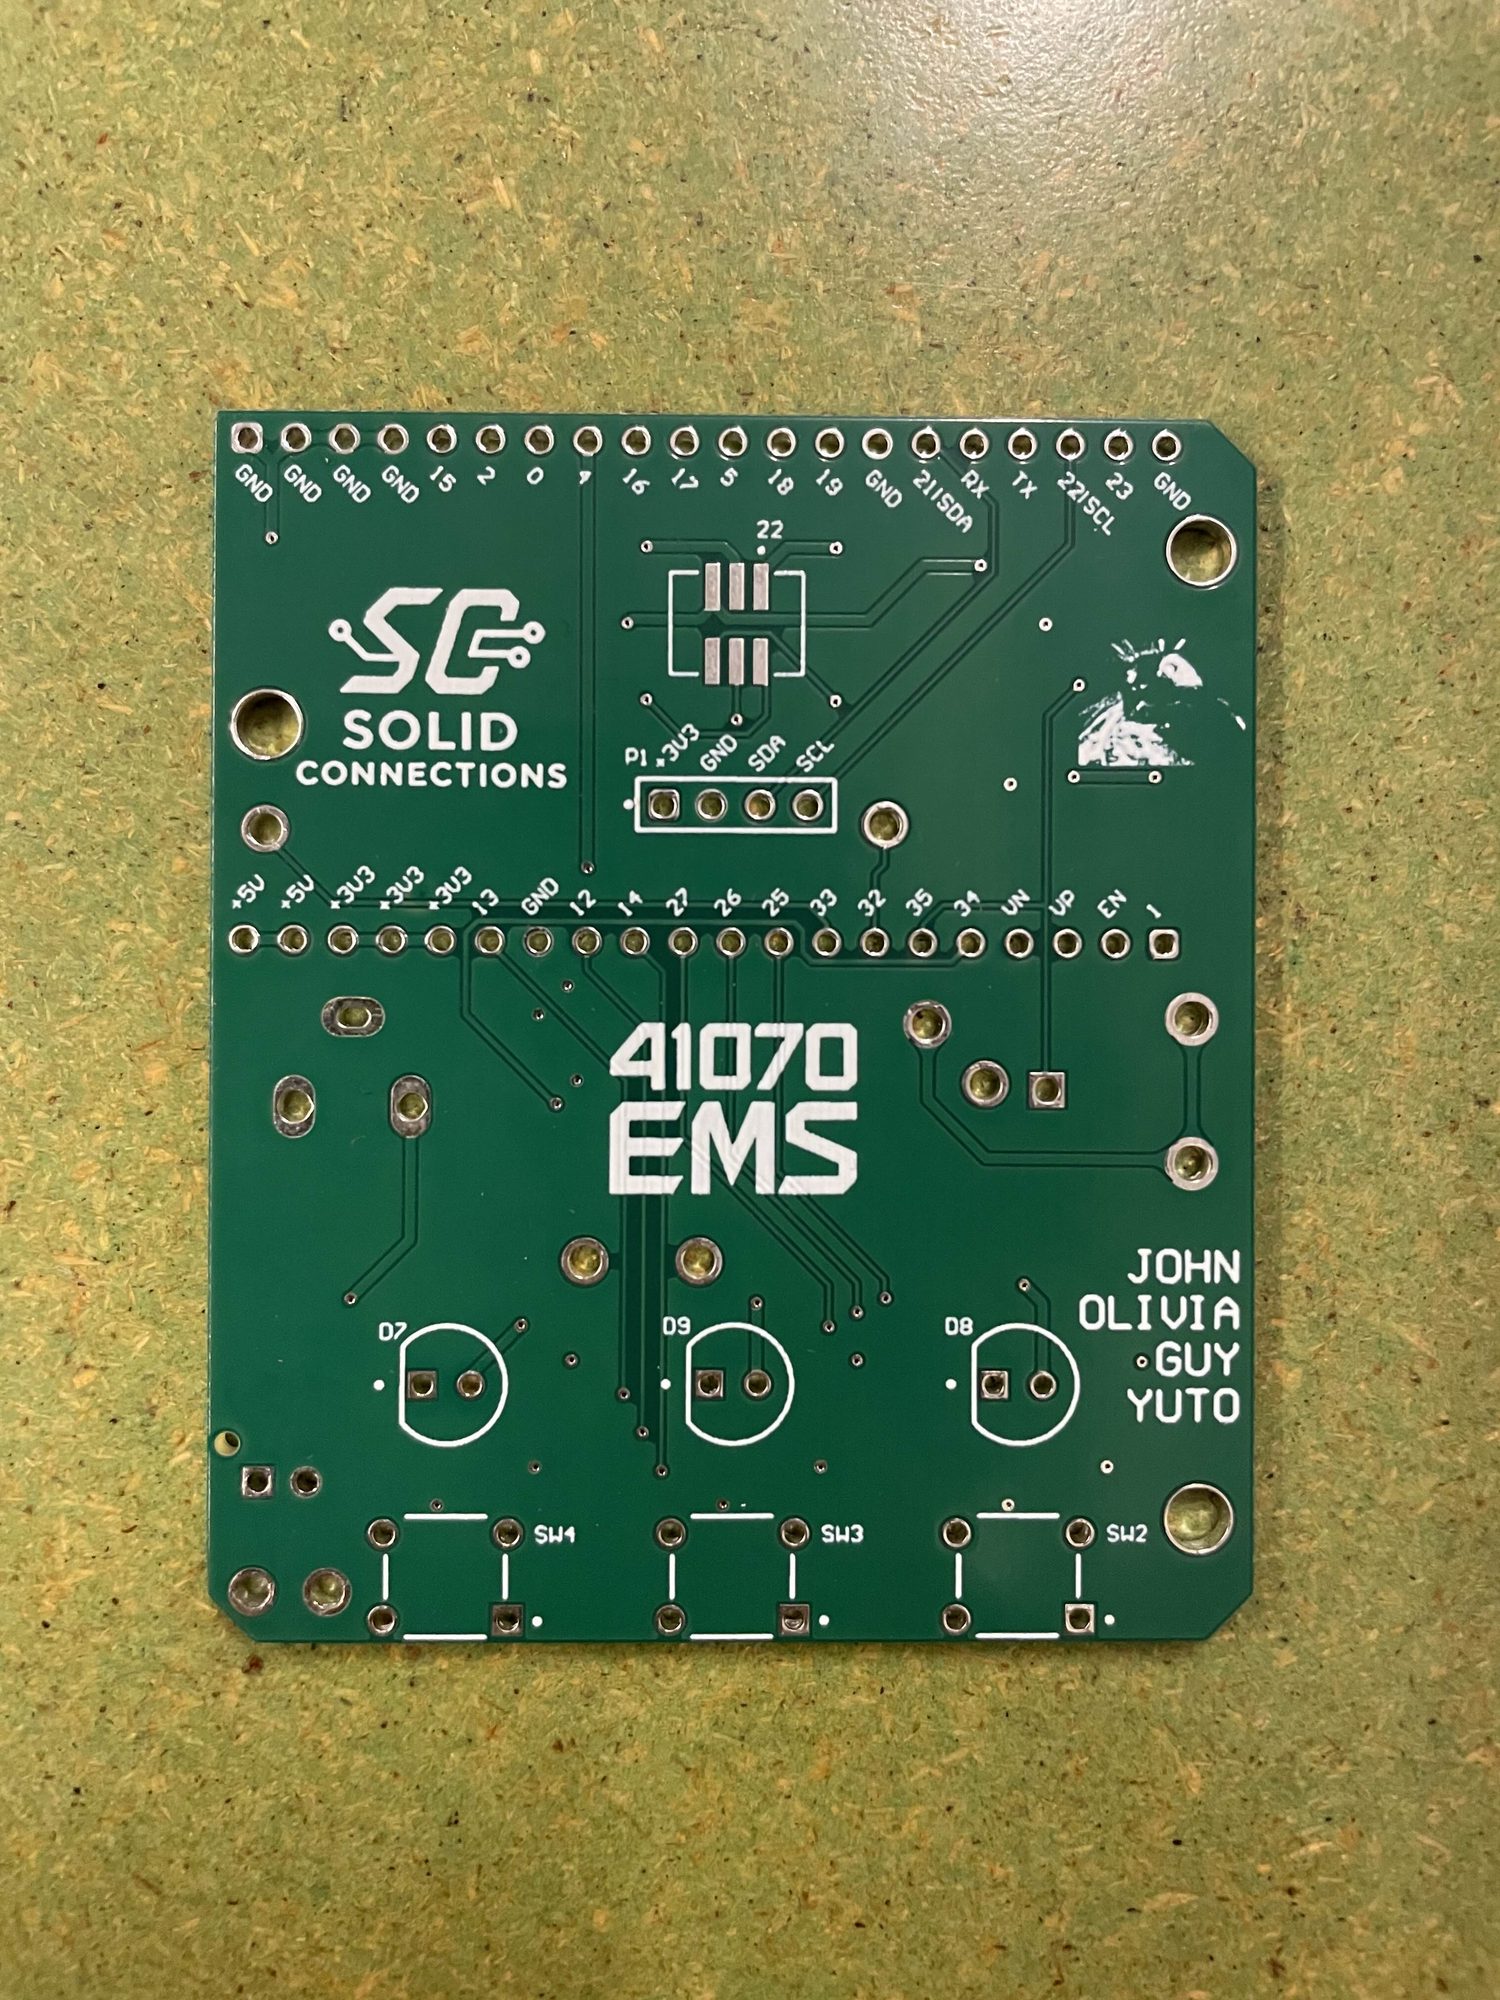 GND GND GND GND 15 2 0 4 16 17 5 18 19 GND 21|SDA RX TX 22|SCL 23 GND
22
SC
SOLID
CONNECTIONS
P1 +3V3 GND SDA SCL
+5V +5V +3V3 +3V3 +3V3 13 GND 12 14 27 26 25 33 32 35 34 VN VP EN 1
41070
EMS
JOHN
OLIVIA
GUY
YUTO
D7 D9 D8
SW4 SW3 SW2